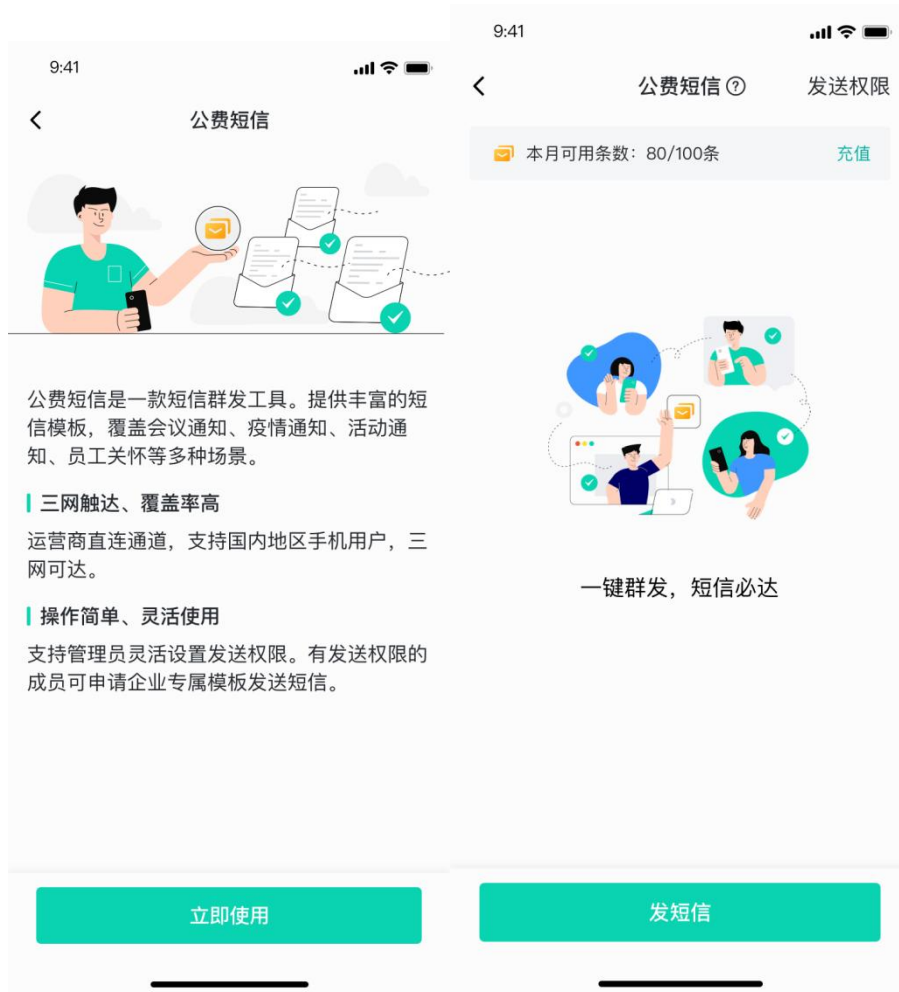 9:41
公费短信
公费短信是一款短信群发工具。提供丰富的短
信模板，覆盖会议通知、疫情通知、活动通
知、员工关怀等多种场景。
三网触达、覆盖率高
运营商直连通道，支持国内地区手机用户，三
网可达。
操作简单、灵活使用
支持管理员灵活设置发送权限。有发送权限的
成员可申请企业专属模板发送短信。
立即使用
9:41
公费短信 ? 发送权限
本月可用条数：80/100条 充值
一键群发，短信必达
发短信